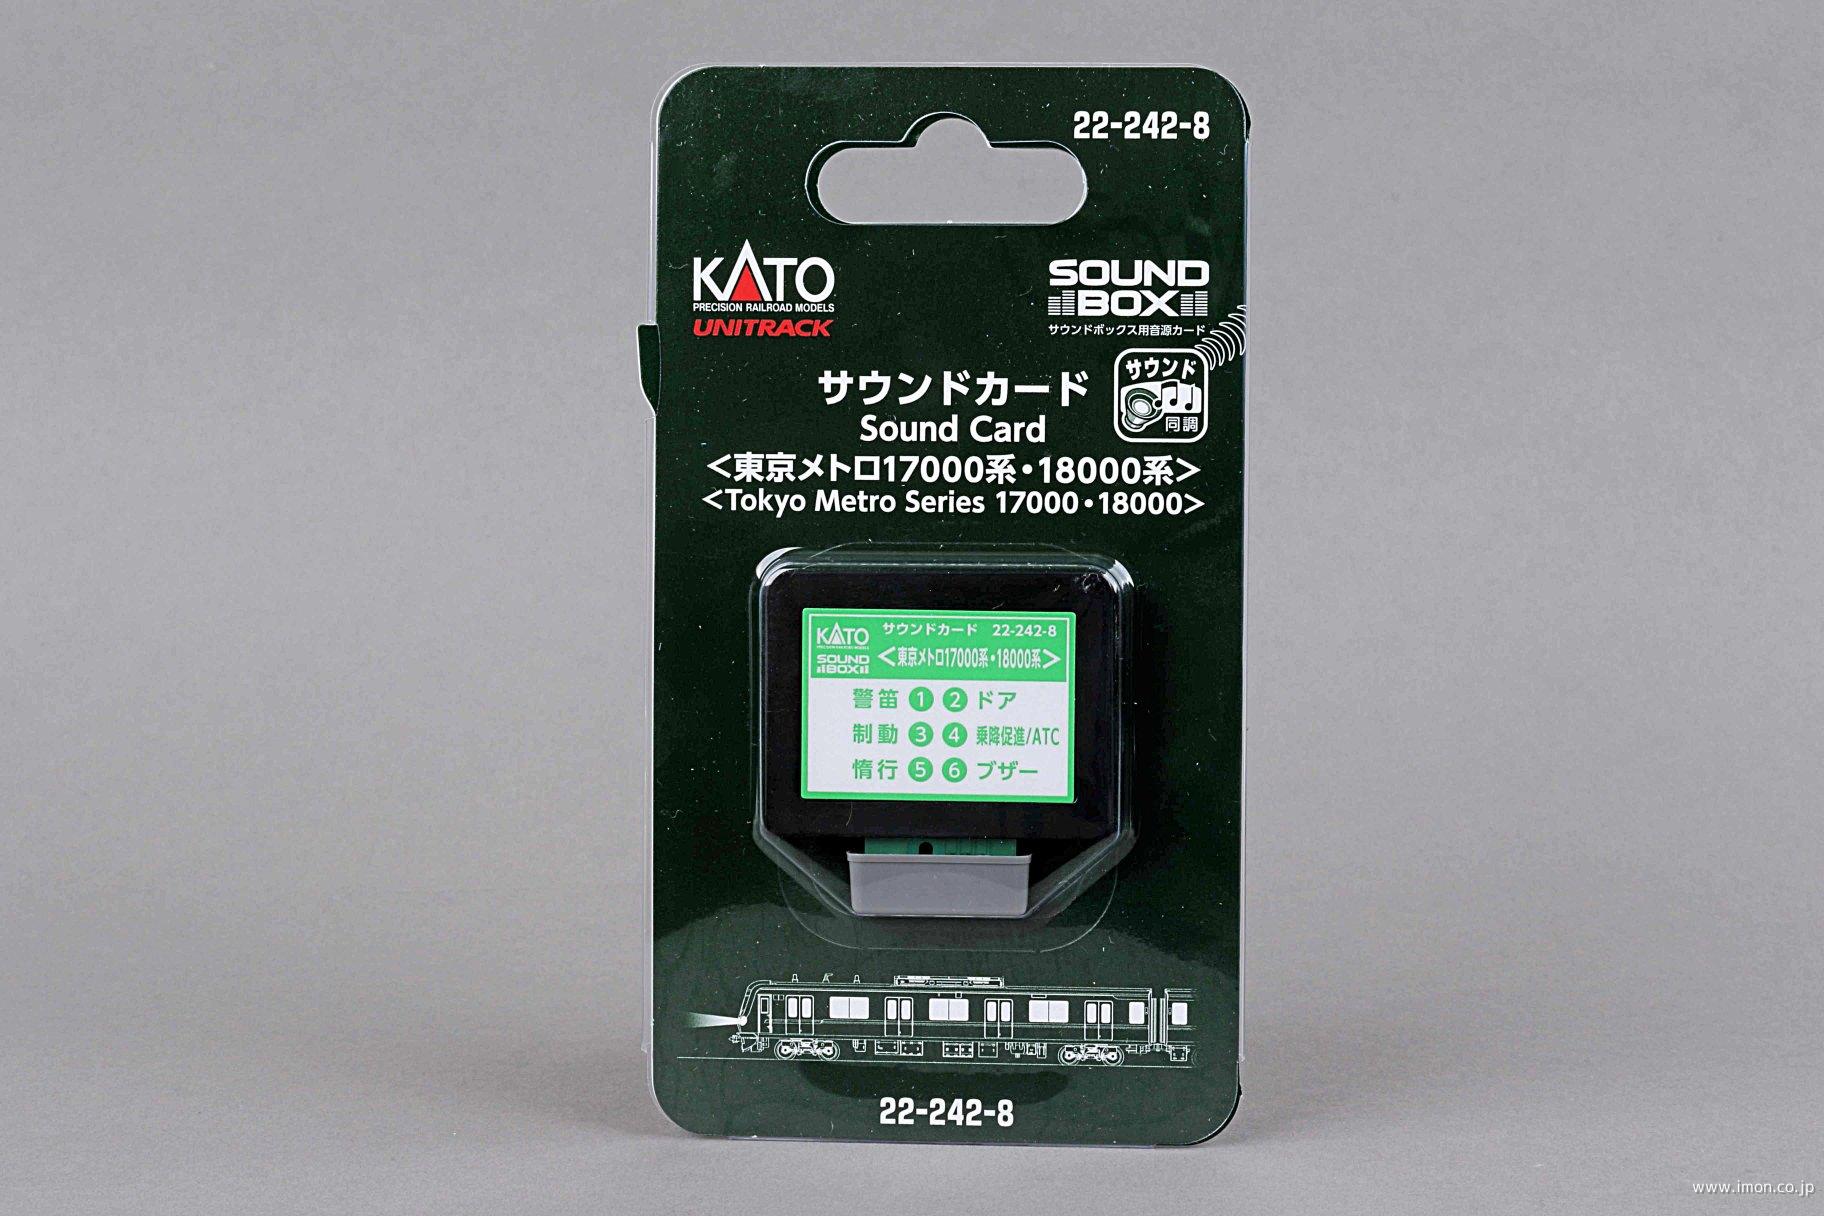 22-242-8
KATO
PRECISION RAILROAD MODELS
UNITRACK
SOUND
BOX
サウンドボックス用音源カード
サウンド
同調
サウンドカード
Sound Card
<東京メトロ17000系・18000系>
<Tokyo Metro Series 17000・18000>
KATO
PRECISION RAILROAD MODELS
SOUND
BOX
サウンドカード 22-242-8
<東京メトロ17000系・18000系>
警笛 1 2 ドア
制動 3 4 乗降促進/ATC
惰行 5 6 ブザー
22-242-8
www.imon.co.jp